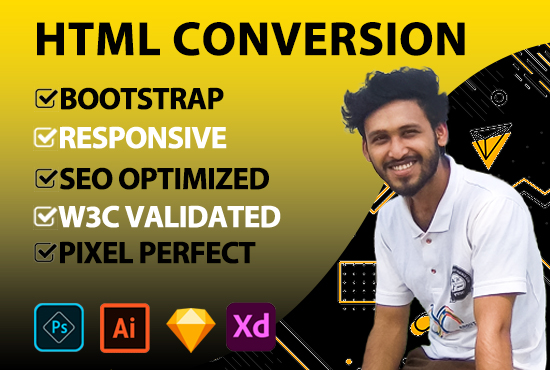 HTML CONVERSION
BOOTSTRAP
RESPONSIVE
SEO OPTIMIZED
W3C VALIDATED
PIXEL PERFECT
Ps Ai Xd